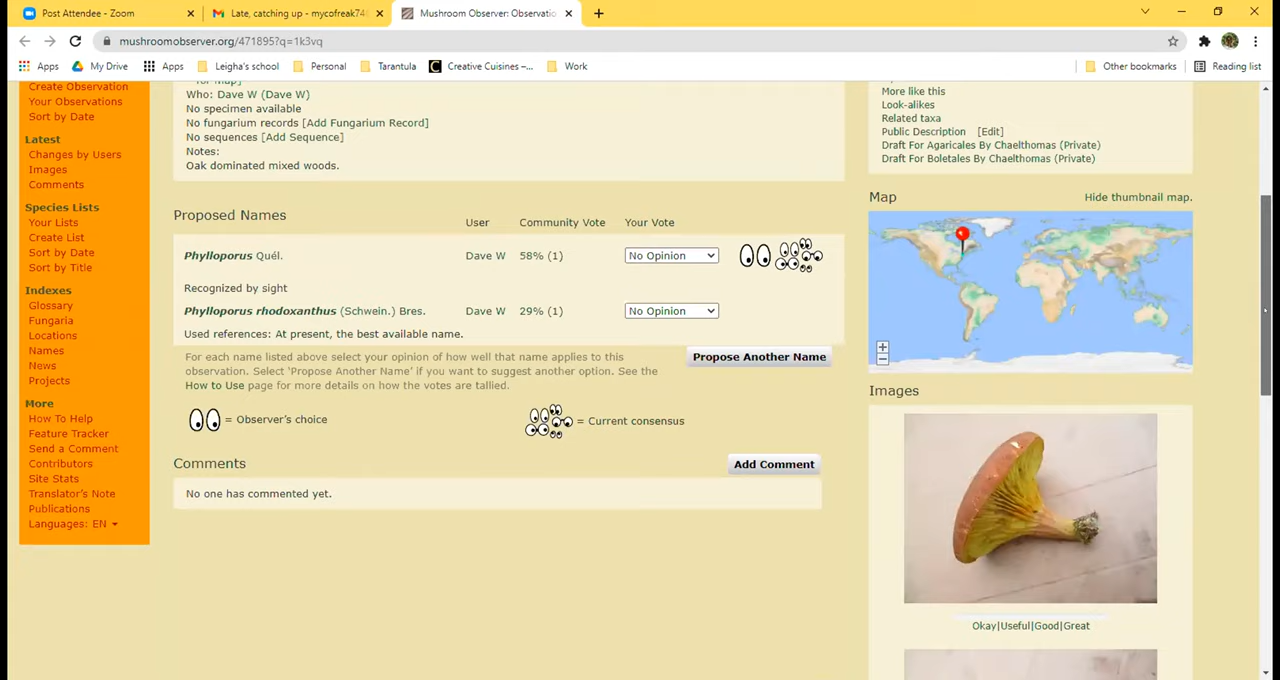 Post Attendee - Zoom
Late, catching up - mycofreak74
Mushroom Observer: Observatio
mushroomobserver.org/471895?q=1k3vq
Apps
My Drive
Apps
Leigha's school
Personal
Tarantula
Creative Cuisines –...
Work
Other bookmarks
Reading list
Create Observation
Your Observations
Sort by Date
Latest
Changes by Users
Images
Comments
Species Lists
Your Lists
Create List
Sort by Date
Sort by Title
Indexes
Glossary
Fungaria
Locations
Names
News
Projects
More
How To Help
Feature Tracker
Send a Comment
Contributors
Site Stats
Translator's Note
Publications
Languages: EN
Who: Dave W (Dave W)
No specimen available
No fungarium records [Add Fungarium Record]
No sequences [Add Sequence]
Notes:
Oak dominated mixed woods.
Proposed Names
User
Community Vote
Your Vote
Phylloporus Quél.
Dave W
58% (1)
No Opinion
Recognized by sight
Phylloporus rhodoxanthus (Schwein.) Bres.
Dave W
29% (1)
No Opinion
Used references: At present, the best available name.
For each name listed above select your opinion of how well that name applies to this
observation. Select 'Propose Another Name' if you want to suggest another option. See the
How to Use page for more details on how the votes are tallied.
Propose Another Name
= Observer's choice
= Current consensus
Comments
Add Comment
No one has commented yet.
More like this
Look-alikes
Related taxa
Public Description [Edit]
Draft For Agaricales By Chaelthomas (Private)
Draft For Boletales By Chaelthomas (Private)
Map
Hide thumbnail map.
Images
Okay|Useful|Good|Great